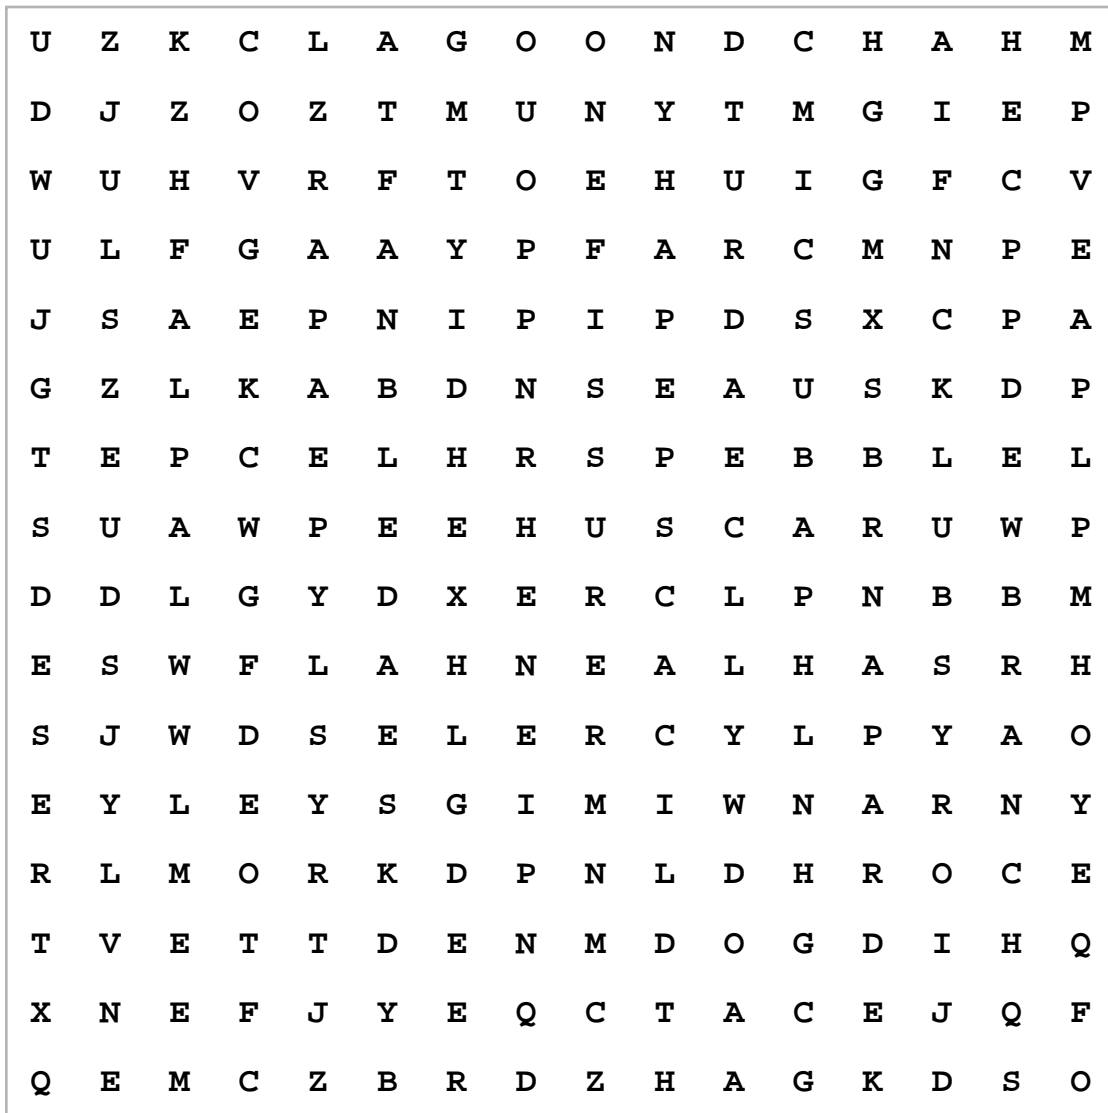 U Z K C L A G O O N D C H A H M
D J Z O Z T M U N Y T M G I E P
W U H V R F T O E H U I G F C V
U L F G A A Y P F A R C M N P E
J S A E P N I P I P D S X C P A
G Z L K A B D N S E A U S K D P
T E P C E L H R S P E B B L E L
S U A W P E E H U S C A R U W P
D D L G Y D X E R C L P N B B M
E S W F L A H N E A L H A S R H
S J W D S E L E R C Y L P Y A O
E Y L E Y S G I M I W N A R N Y
R L M O R K D P N L D H R O C E
T V E T T D E N M D O G D I H Q
X N E F J Y E Q C T A C E J Q F
Q E M C Z B R D Z H A G K D S O